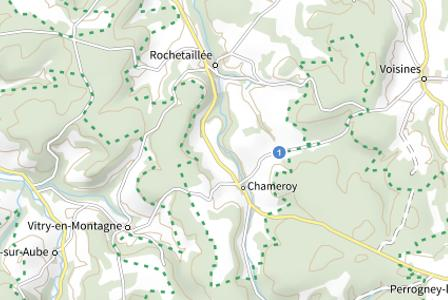 Rochetaillée
Voisines
1
Chameroy
Vitry-en-Montagne
-sur-Aube
Perrogney-